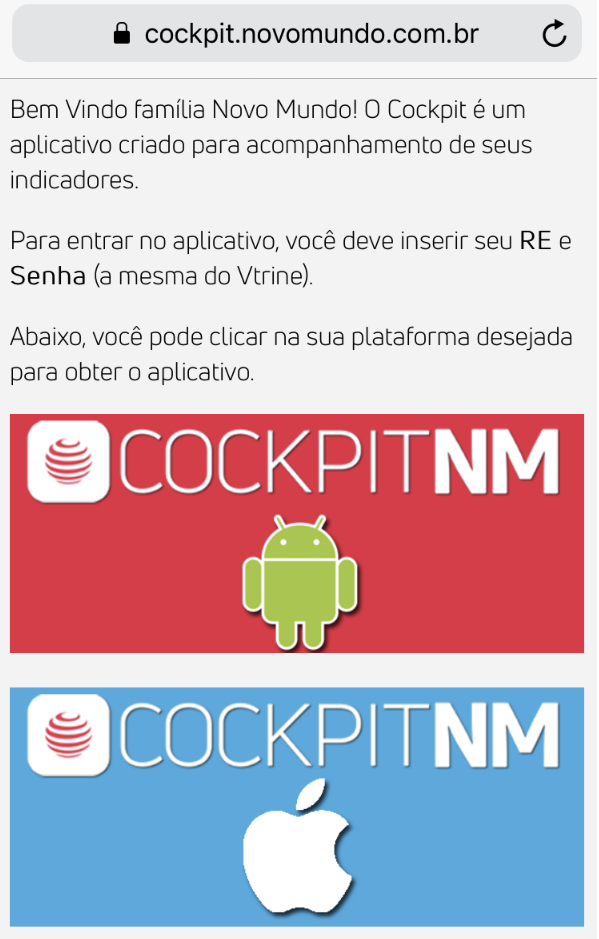 cockpit.novomundo.com.br
Bem Vindo família Novo Mundo! O Cockpit é um
aplicativo criado para acompanhamento de seus
indicadores.
Para entrar no aplicativo, você deve inserir seu RE e
Senha (a mesma do Vtrine).
Abaixo, você pode clicar na sua plataforma desejada
para obter o aplicativo.
COCKPITNM
COCKPITNM